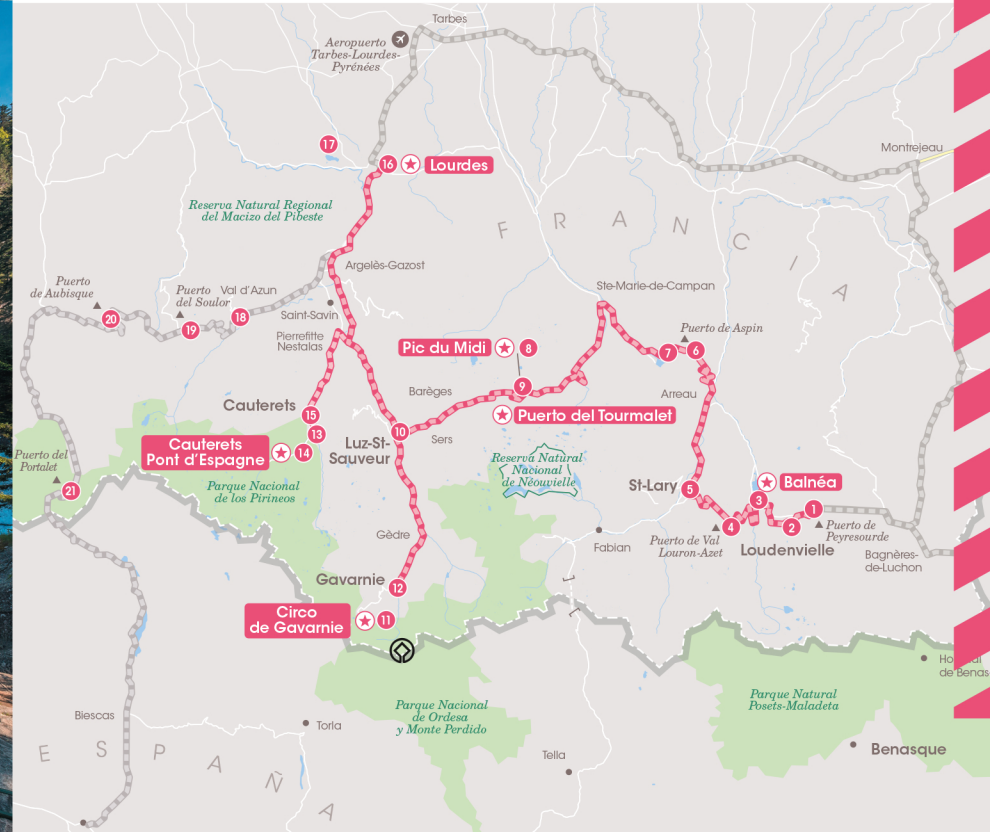 Tarbes
Aeropuerto
Tarbes-Lourdes-
Pyrénées
Montrejeau
17
16
Lourdes
Reserva Natural Regional
del Macizo del Pibeste
FRANCIA
Argelès-Gazost
Puerto
de Aubisque
Puerto
del Soulor
Val d'Azun
Ste-Marie-de-Campan
20
19
18
Saint-Savin
Pierrefitte
Nestalas
Puerto de Aspin
Pic du Midi
8
7
6
9
Barèges
Arreau
Cauterets
15
Puerto del Tourmalet
13
10
Sers
Cauterets
Pont d'Espagne
14
Luz-St-
Sauveur
Puerto del
Portalet
21
Parque Nacional
de los Pirineos
Reserva Natural
Nacional
de Néouvielle
St-Lary
5
Balnéa
3
1
4
2
Puerto de Val
Louron-Azet
Loudenvielle
Puerto de
Peyresourde
Bagnères-
de-Luchon
Gèdre
Fabian
Gavarnie
12
Circo
de Gavarnie
11
Parque Nacional
de Ordesa
y Monte Perdido
Parque Natural
Posets-Maladeta
de Benas
Biescas
Torla
Tella
Benasque
ESPAÑA